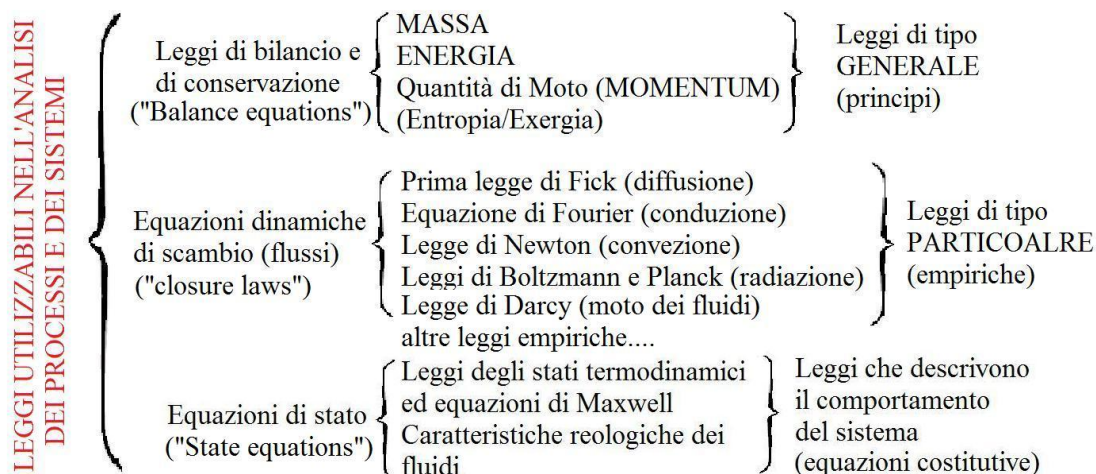 LEGGI UTILIZZABILI NELL'ANALISI
DEI PROCESSI E DEI SISTEMI
Leggi di bilancio e
di conservazione
("Balance equations")
MASSA
ENERGIA
Quantità di Moto (MOMENTUM)
(Entropia/Exergia)
Leggi di tipo
GENERALE
(principi)
Equazioni dinamiche
di scambio (flussi)
("closure laws")
Prima legge di Fick (diffusione)
Equazione di Fourier (conduzione)
Legge di Newton (convezione)
Leggi di Boltzmann e Planck (radiazione)
Legge di Darcy (moto dei fluidi)
altre leggi empiriche....
Leggi di tipo
PARTICOALRE
(empiriche)
Equazioni di stato
("State equations")
Leggi degli stati termodinamici
ed equazioni di Maxwell
Caratteristiche reologiche dei
fluidi
Leggi che descrivono
il comportamento
del sistema
(equazioni costitutive)